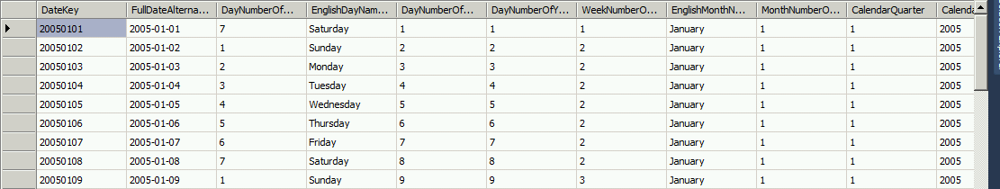 DateKey FullDateAlterna... DayNumberOf... EnglishDayNam... DayNumberOf... DayNumberOfY... WeekNumberO... EnglishMonthN... MonthNumberO... CalendarQuarter Calenda
20050101 2005-01-01 7 Saturday 1 1 1 January 1 1 2005
20050102 2005-01-02 1 Sunday 2 2 2 January 1 1 2005
20050103 2005-01-03 2 Monday 3 3 2 January 1 1 2005
20050104 2005-01-04 3 Tuesday 4 4 2 January 1 1 2005
20050105 2005-01-05 4 Wednesday 5 5 2 January 1 1 2005
20050106 2005-01-06 5 Thursday 6 6 2 January 1 1 2005
20050107 2005-01-07 6 Friday 7 7 2 January 1 1 2005
20050108 2005-01-08 7 Saturday 8 8 2 January 1 1 2005
20050109 2005-01-09 1 Sunday 9 9 3 January 1 1 2005